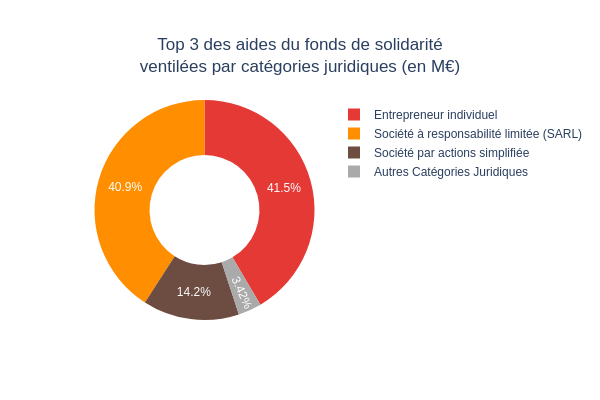 Top 3 des aides du fonds de solidarité
ventilées par catégories juridiques (en M€)
Entrepreneur individuel
Société à responsabilité limitée (SARL)
Société par actions simplifiée
Autres Catégories Juridiques
40.9%
41.5%
14.2%
3.42%